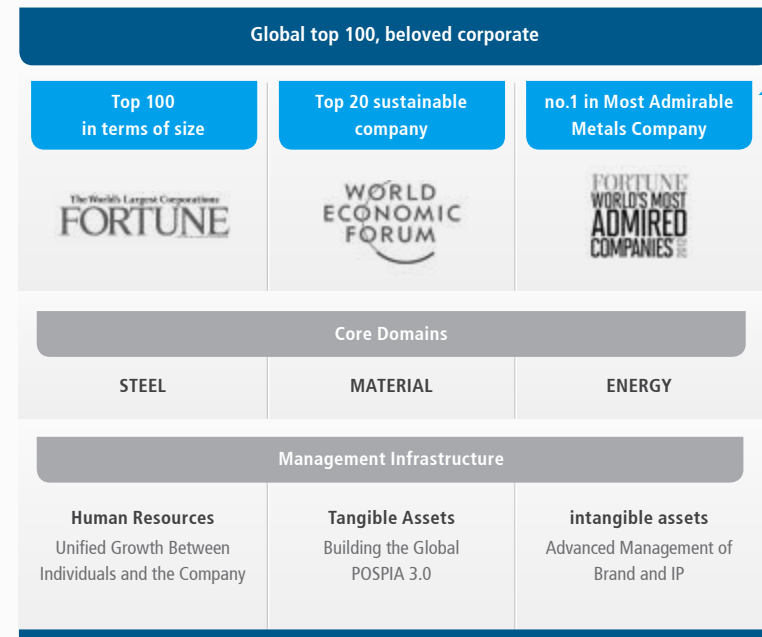 Global top 100, beloved corporate
Top 100
in terms of size
Top 20 sustainable
company
no.1 in Most Admirable
Metals Company
The World's Largest Corporations
FORTUNE
WORLD
ECONOMIC
FORUM
FORTUNE
WORLD'S MOST
ADMIRED
COMPANIES 2012
Core Domains
STEEL
MATERIAL
ENERGY
Management Infrastructure
Human Resources
Unified Growth Between
Individuals and the Company
Tangible Assets
Building the Global
POSPIA 3.0
intangible assets
Advanced Management of
Brand and IP